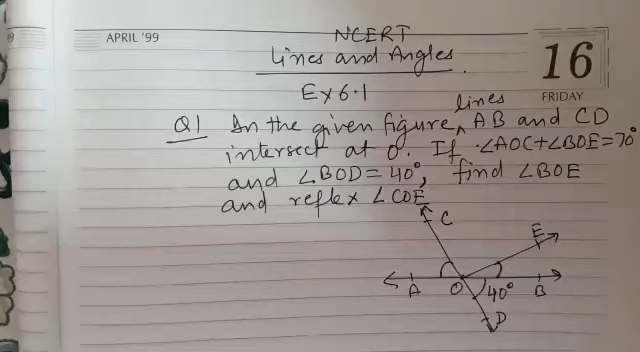 APRIL '99
NCERT
Lines and Angles.
16
FRIDAY
Ex 6.1
Q1 In the given figure, lines AB and CD
intersect at O. If ∠AOC+∠BOE=70°
and ∠BOD=40°, find ∠BOE
and reflex ∠COE
C
E
A O 40° B
D